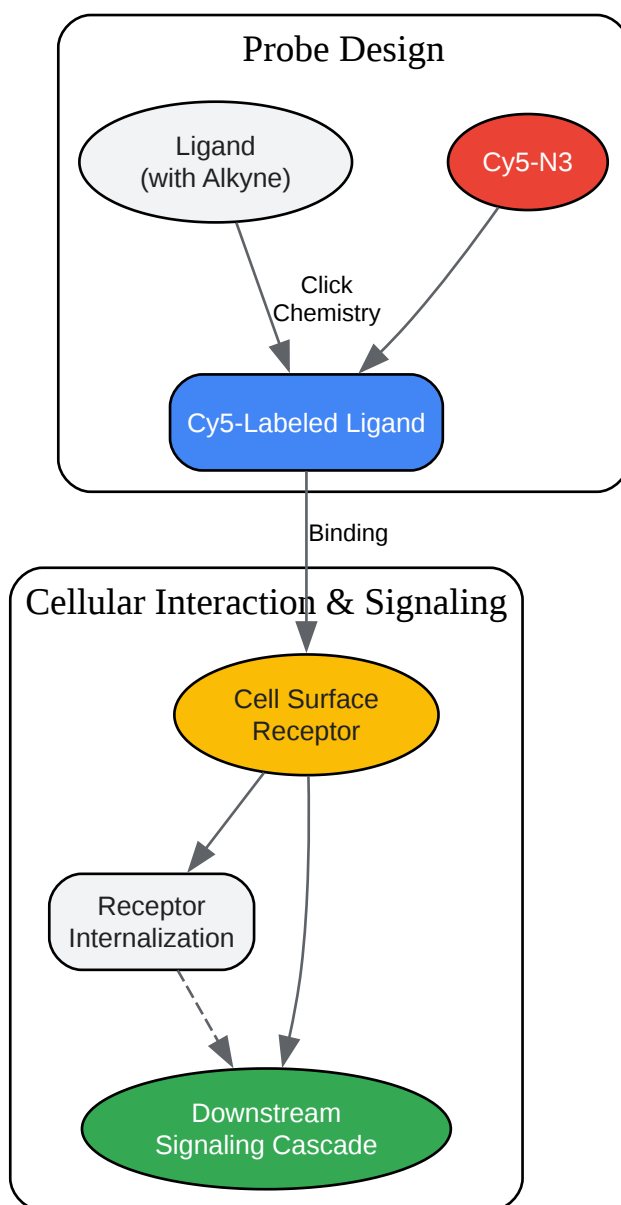 Probe Design
Ligand
(with Alkyne)
Cy5-N3
Click
Chemistry
Cy5-Labeled Ligand
Binding
Cellular Interaction & Signaling
Cell Surface
Receptor
Receptor
Internalization
Downstream
Signaling Cascade